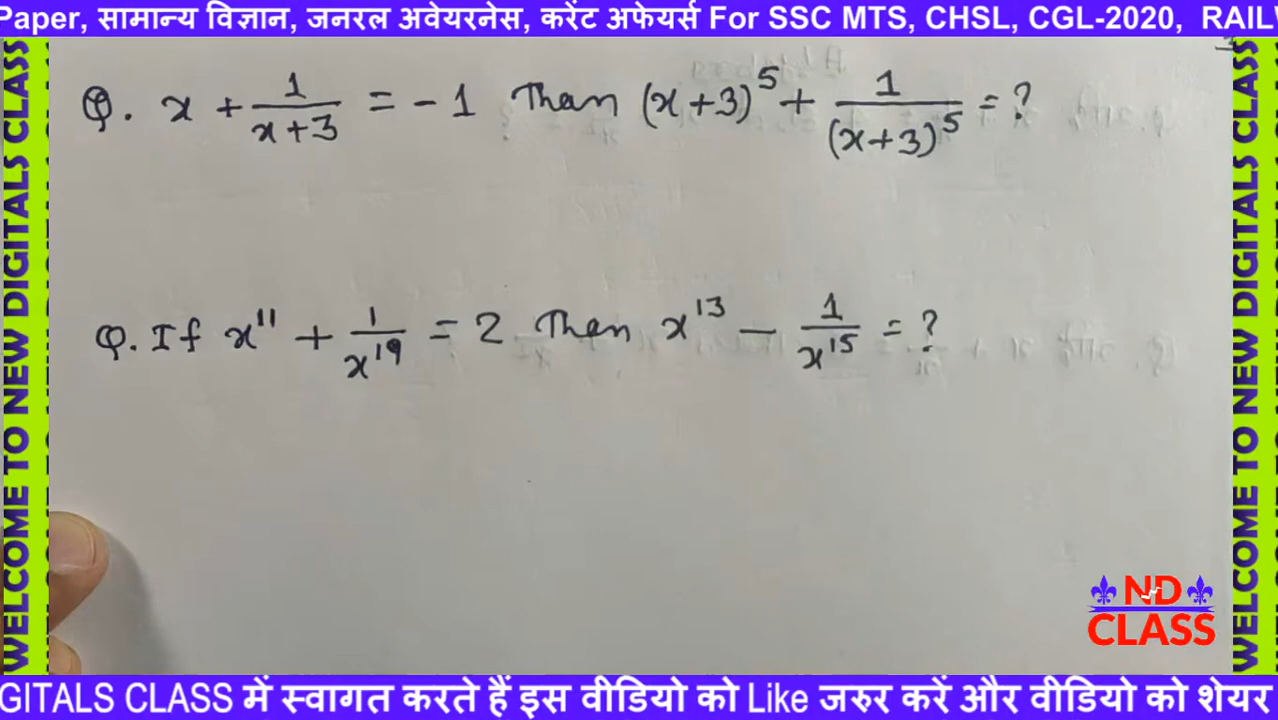 Paper, सामान्य विज्ञान, जनरल अवेयरनेस, करेंट अफेयर्स For SSC MTS, CHSL, CGL-2020, RAILW
WELCOME TO NEW DIGITALS CLASS
Q. x + 1/(x+3) = -1 Than (x+3)^5 + 1/(x+3)^5 = ?
Q. If x^11 + 1/x^19 = 2 Than x^13 - 1/x^15 = ?
ND
CLASS
WELCOME TO NEW DIGITALS CLASS
GITALS CLASS में स्वागत करते हैं इस वीडियो को Like जरुर करें और वीडियो को शेयर